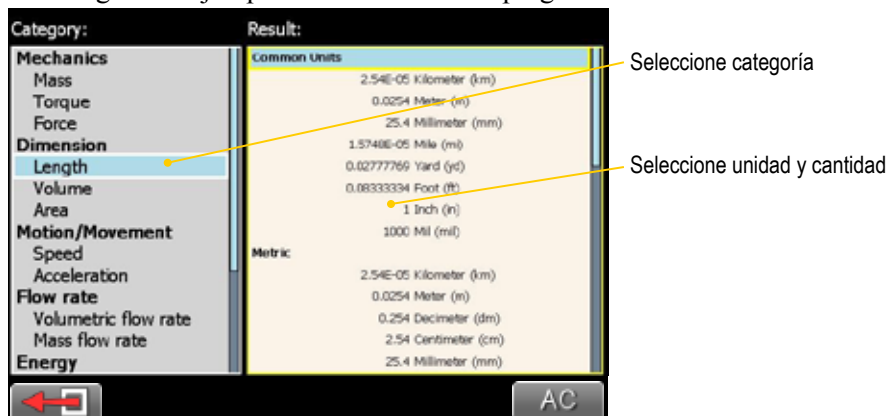 Category:
Result:
Mechanics
Mass
Torque
Force
Dimension
Length
Volume
Area
Motion/Movement
Speed
Acceleration
Flow rate
Volumetric flow rate
Mass flow rate
Energy
Common Units
2.54E-05 Kilometer (km)
0.0254 Meter (m)
25.4 Millimeter (mm)
1.5748E-05 Mile (mi)
0.02777769 Yard (yd)
0.08333334 Foot (ft)
1 Inch (in)
1000 Mil (mil)
Metric
2.54E-05 Kilometer (km)
0.0254 Meter (m)
0.254 Decimeter (dm)
2.54 Centimeter (cm)
25.4 Millimeter (mm)
AC
Seleccione categoría
Seleccione unidad y cantidad